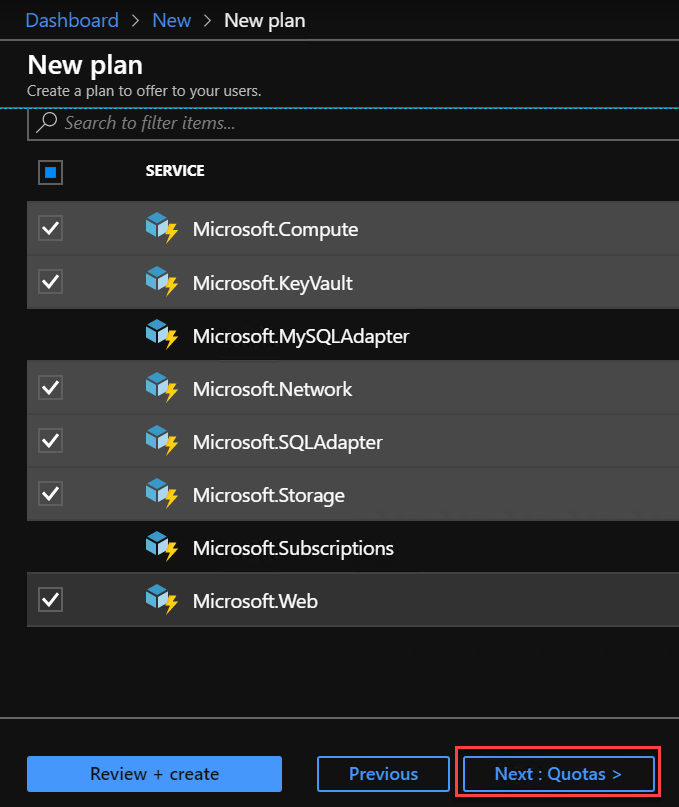 Dashboard > New > New plan
New plan
Create a plan to offer to your users.
Search to filter items...
SERVICE
Microsoft.Compute
Microsoft.KeyVault
Microsoft.MySQLAdapter
Microsoft.Network
Microsoft.SQLAdapter
Microsoft.Storage
Microsoft.Subscriptions
Microsoft.Web
Review + create Previous Next : Quotas >